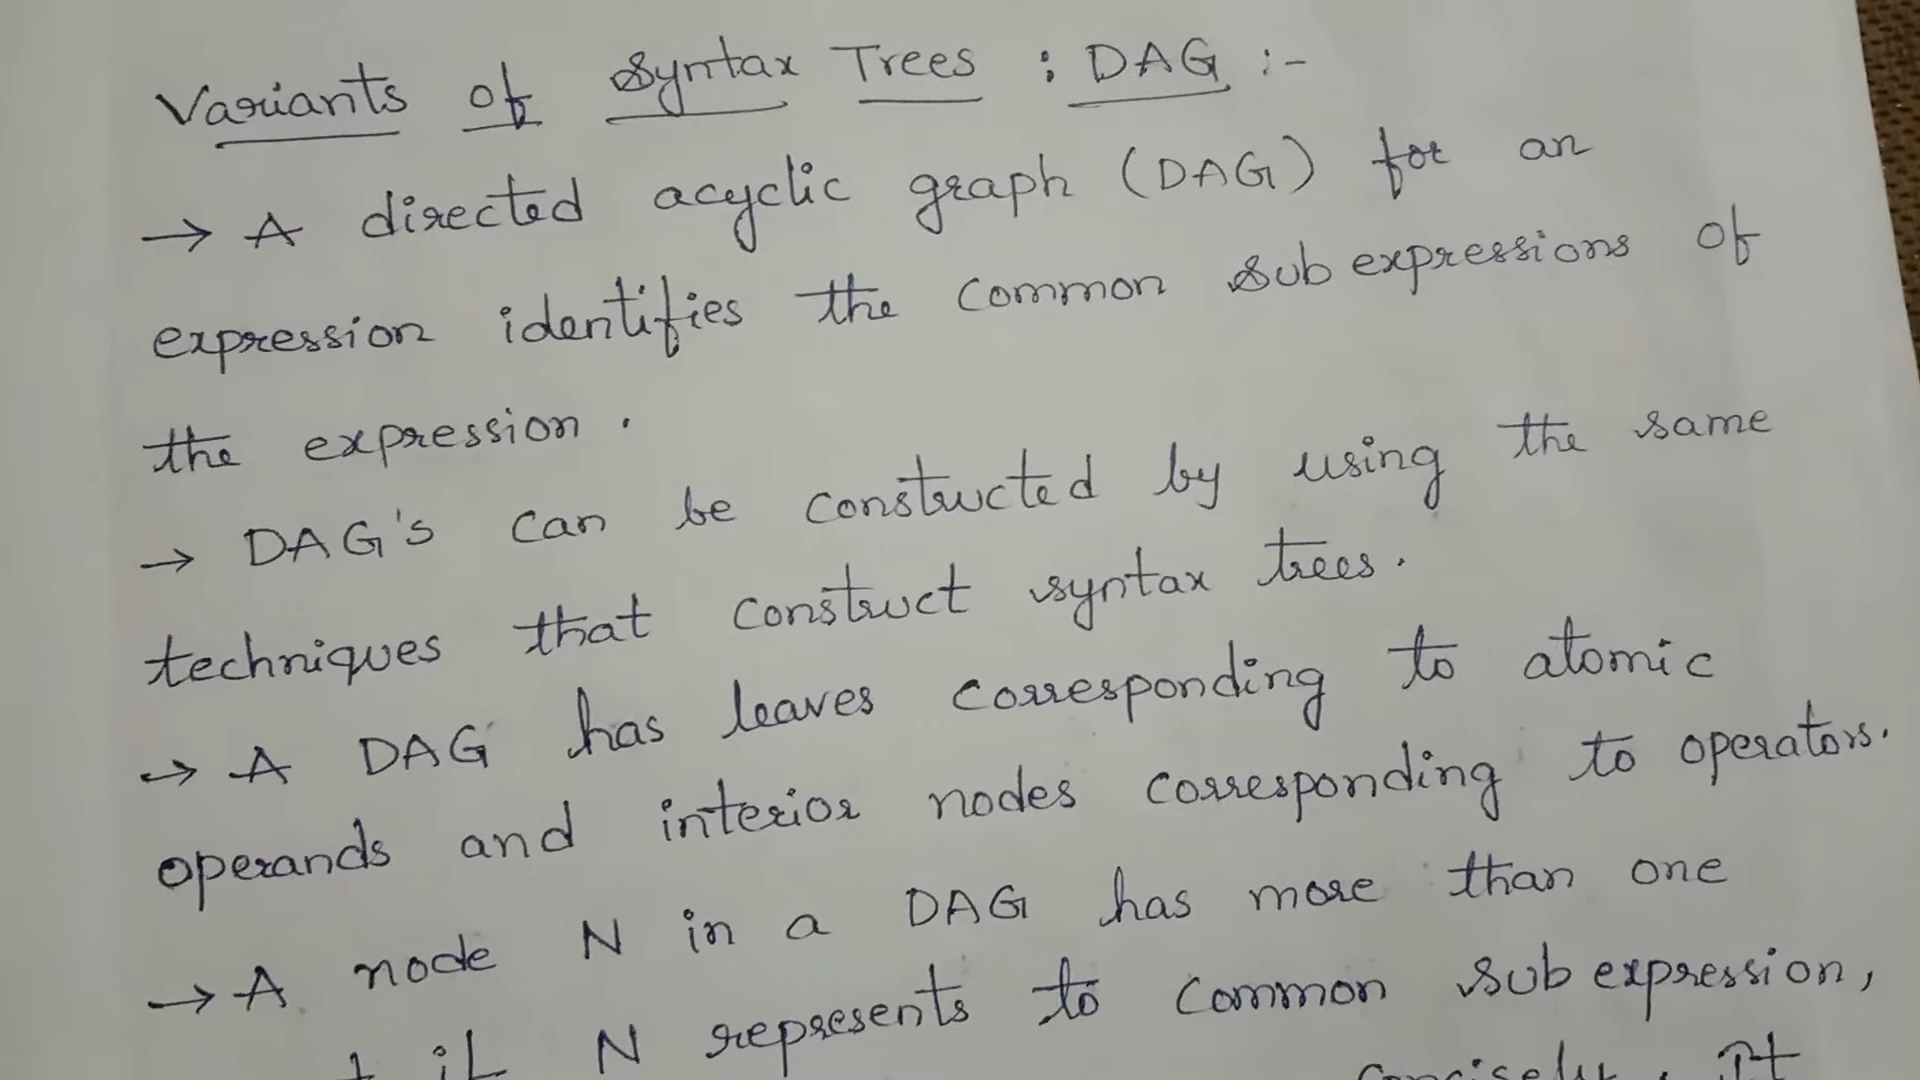 Variants of Syntax Trees : DAG :-
→ A directed acyclic graph (DAG) for an
expression identifies the common sub expressions of
the expression.
→ DAG's can be constructed by using the same
techniques that construct syntax trees.
→ A DAG has leaves corresponding to atomic
operands and interior nodes corresponding to operators.
→ A node N in a DAG has more than one
if N represents to common sub expression,
concisely. It